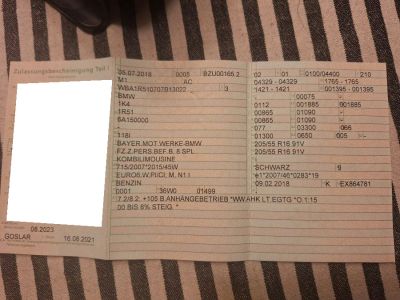 Zulassungsbescheinigung Teil I
05.07.2018 0005 BZU00165 2
M1 AC
WBA1R510707B13022 3
BMW
1K4
1R51
6A150000
-
118i
BAYER.MOT.WERKE-BMW
FZ.Z.PERS.BEF.B. 8 SPL.
KOMBILIMOUSINE
715/2007*2015/45W
EURO6,W,PI,CI,M,N1 I
BENZIN
0001 36W0 01499
02 01 0100/04400 210
04329 - 04329 1765 - 1765
1421 - 1421 001395 - 001395
- 00075 -
0112 001885 001885
00865 01090 -
00865 01090 -
077 03300 066
01300 0650 005 -
205/55 R16 91V
205/55 R16 91V
-
SCHWARZ 9
e1*2007/46*0283*19
09.02.2018 K EX864781
7.2/8.2: +105 B.ANHÄNGEBETRIEB *WW.AHK LT.EGTG *O.1:15
00 BIS 8% STEIG.*
08.2023
GOSLAR
16.08.2021